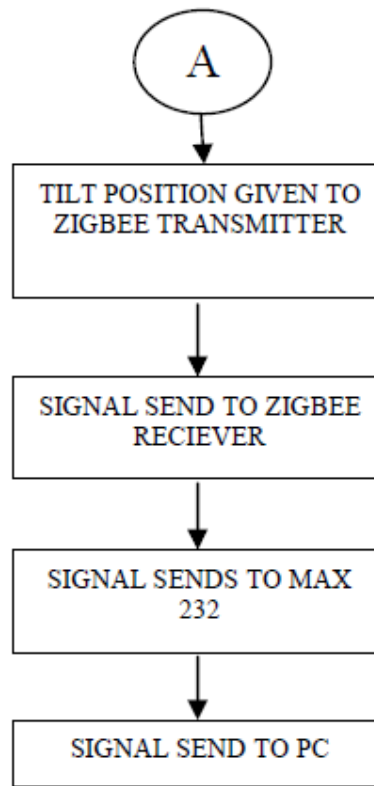 A
TILT POSITION GIVEN TO
ZIGBEE TRANSMITTER
SIGNAL SEND TO ZIGBEE
RECIEVER
SIGNAL SENDS TO MAX
232
SIGNAL SEND TO PC